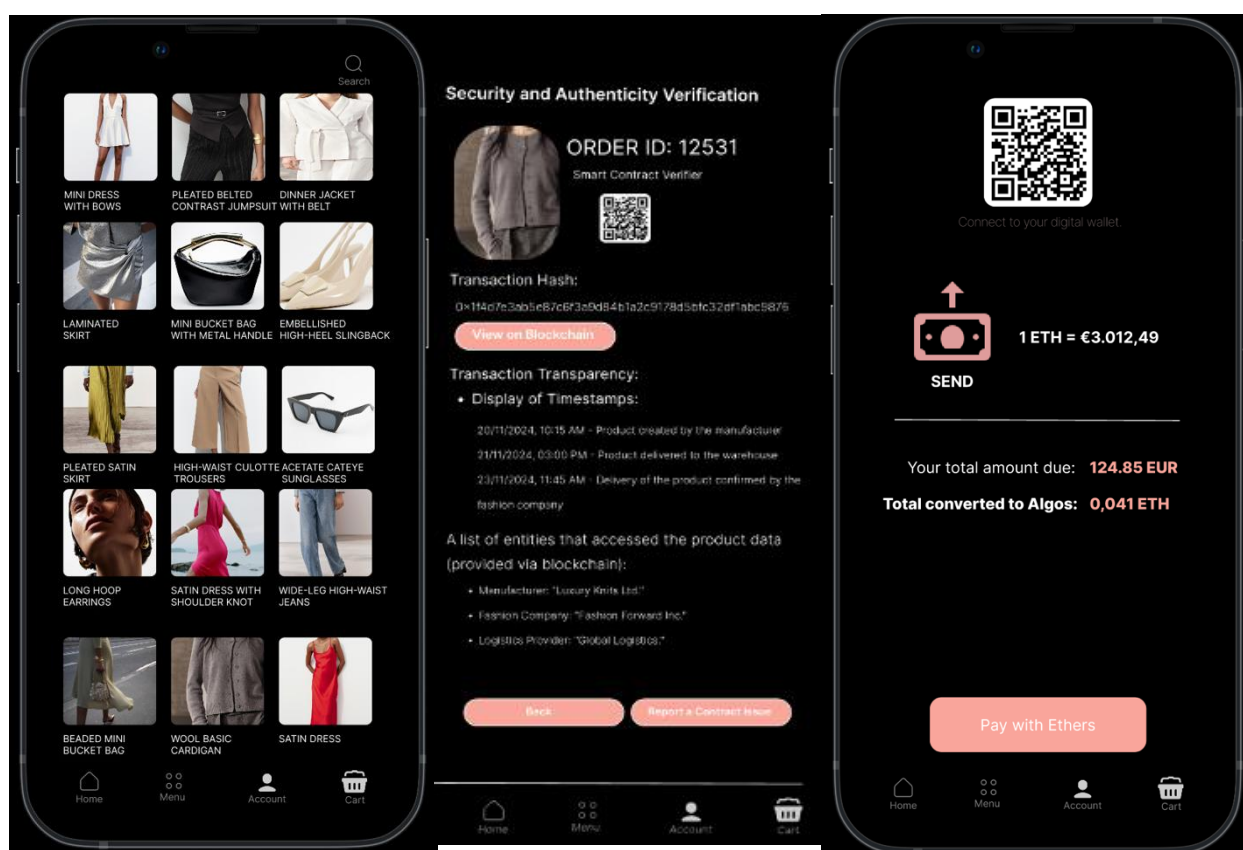 Search
MINI DRESS
WITH BOWS
PLEATED BELTED
CONTRAST JUMPSUIT
DINNER JACKET
WITH BELT
LAMINATED
SKIRT
MINI BUCKET BAG
WITH METAL HANDLE
EMBELLISHED
HIGH-HEEL SLINGBACK
PLEATED SATIN
SKIRT
HIGH-WAIST CULOTTE
TROUSERS
ACETATE CATEYE
SUNGLASSES
LONG HOOP
EARRINGS
SATIN DRESS WITH
SHOULDER KNOT
WIDE-LEG HIGH-WAIST
JEANS
BEADED MINI
BUCKET BAG
WOOL BASIC
CARDIGAN
SATIN DRESS
Home
Menu
Account
Cart
Security and Authenticity Verification
ORDER ID: 12531
Smart Contract Verifier
Transaction Hash:
View on Blockchain
Transaction Transparency:
• Display of Timestamps:
20/11/2024, 10:15 AM - Product created by the manufacturer
21/11/2024, 03:00 PM - Product delivered to the warehouse
23/11/2024, 11:45 AM - Delivery of the product confirmed by the
fashion company
A list of entities that accessed the product data
(provided via blockchain):
• Manufacturer: "Luxury Knits Ltd."
• Fashion Company: "Fashion Forward Inc."
• Logistics Provider: "Global Logistics."
Back
Report a Contract Issue
Home
Menu
Account
Cart
Connect to your digital wallet.
1 ETH = €3.012,49
SEND
Your total amount due: 124.85 EUR
Total converted to Algos: 0,041 ETH
Pay with Ethers
Home
Menu
Account
Cart